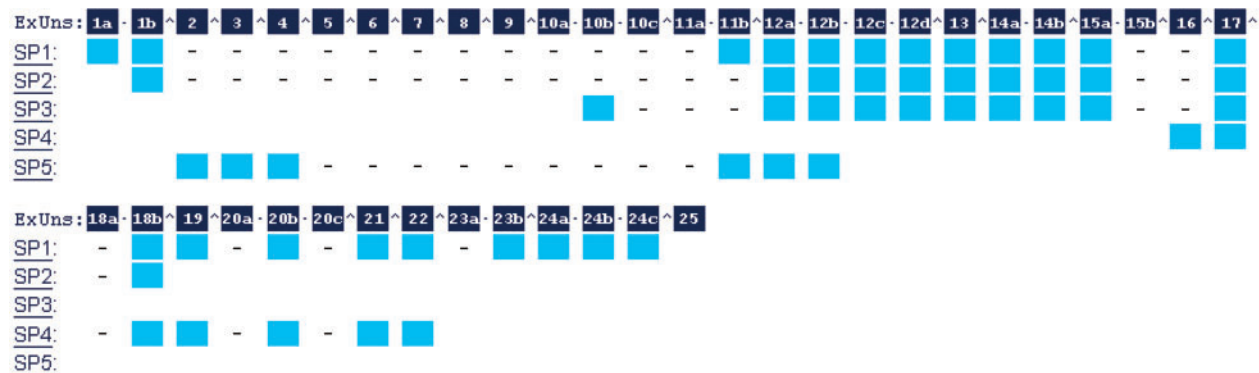 ExUns: 1a - 1b ^ 2 ^ 3 ^ 4 ^ 5 ^ 6 ^ 7 ^ 8 ^ 9 ^ 10a - 10b - 10c ^ 11a - 11b ^ 12a - 12b - 12c - 12d ^ 13 ^ 14a - 14b ^ 15a - 15b ^ 16 ^ 17 ^
SP1: - - - - - - - - - - - - - -
SP2: - - - - - - - - - - - - - - -
SP3: - - - - -
SP4:
SP5: - - - - - - - - -
ExUns: 18a - 18b ^ 19 ^ 20a - 20b - 20c ^ 21 ^ 22 ^ 23a - 23b ^ 24a - 24b - 24c ^ 25
SP1: - - - -
SP2: -
SP3:
SP4: - - -
SP5: